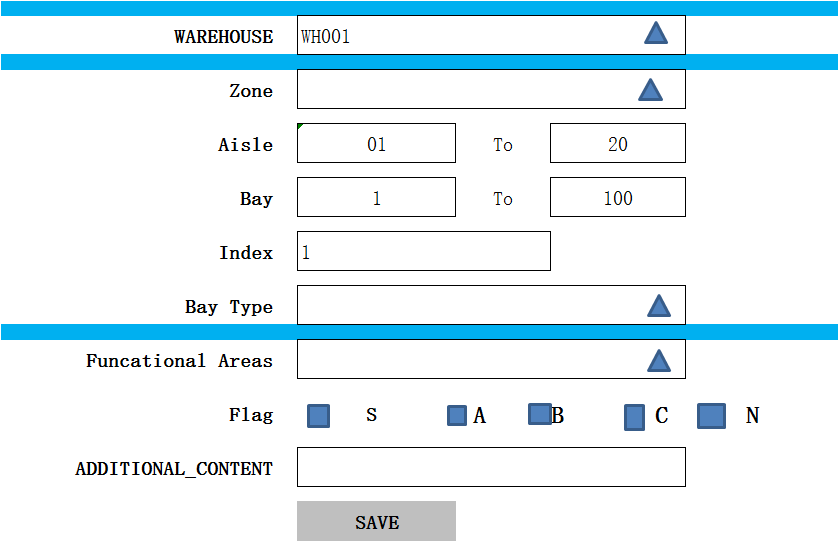 WAREHOUSE WH001
Zone
Aisle 01 To 20
Bay 1 To 100
Index 1
Bay Type
Funcational Areas
Flag S A B C N
ADDITIONAL_CONTENT
SAVE